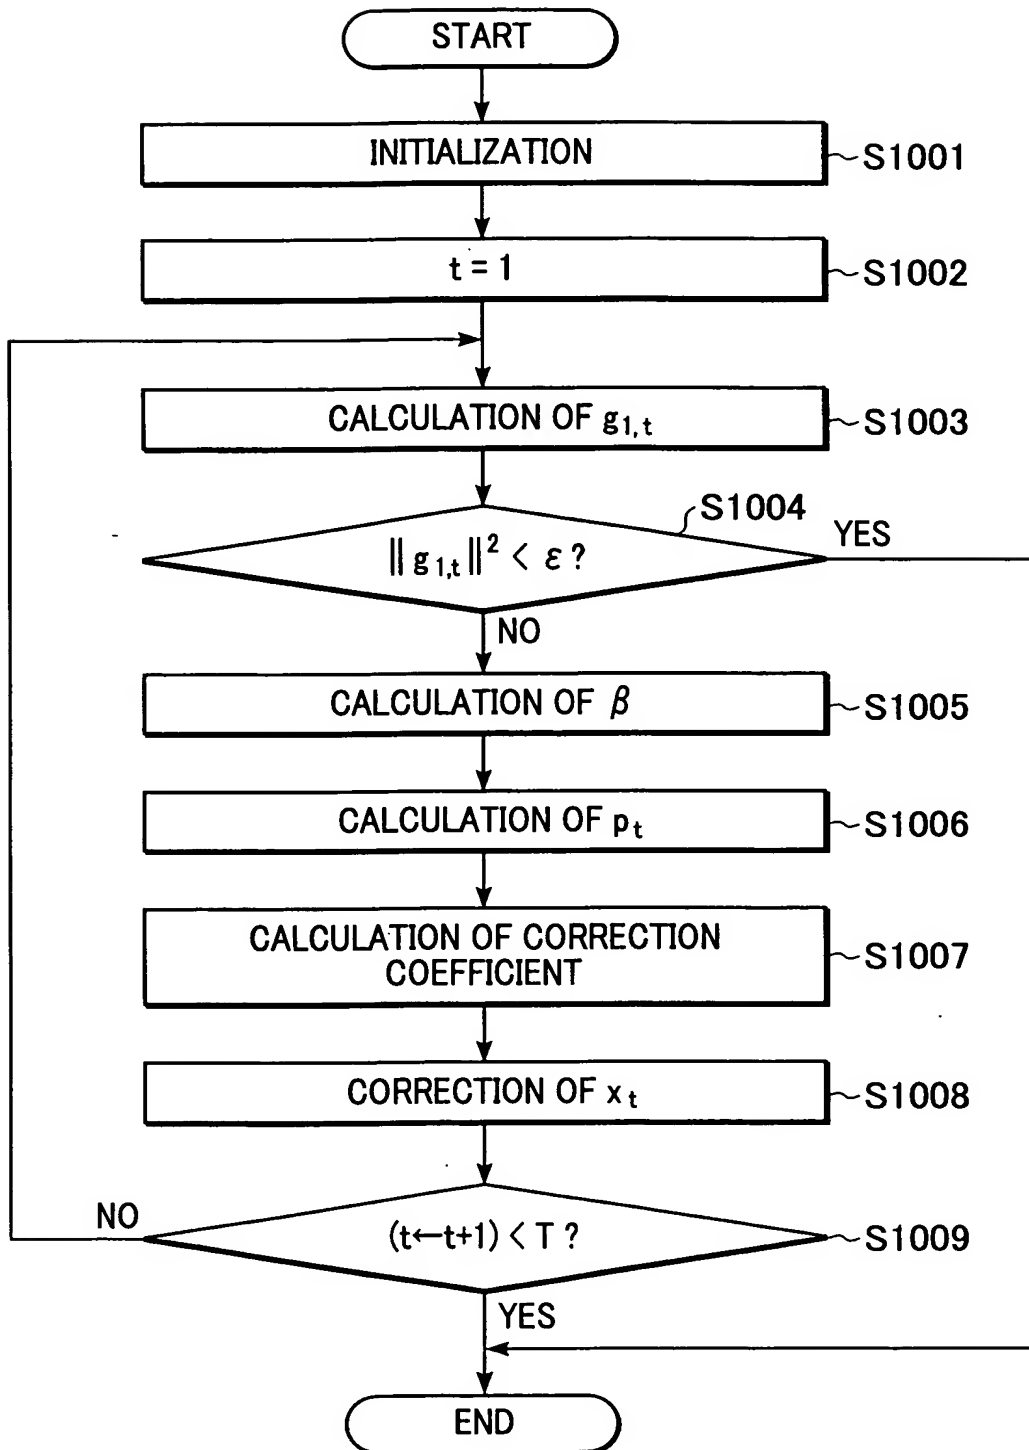 START
INITIALIZATION
S1001
t = 1
S1002
CALCULATION OF g1,t
S1003
S1004
YES
‖ g1,t ‖² < ε ?
NO
CALCULATION OF β
S1005
CALCULATION OF pt
S1006
CALCULATION OF CORRECTION
COEFFICIENT
S1007
CORRECTION OF xt
S1008
NO
(t←t+1) < T ?
S1009
YES
END